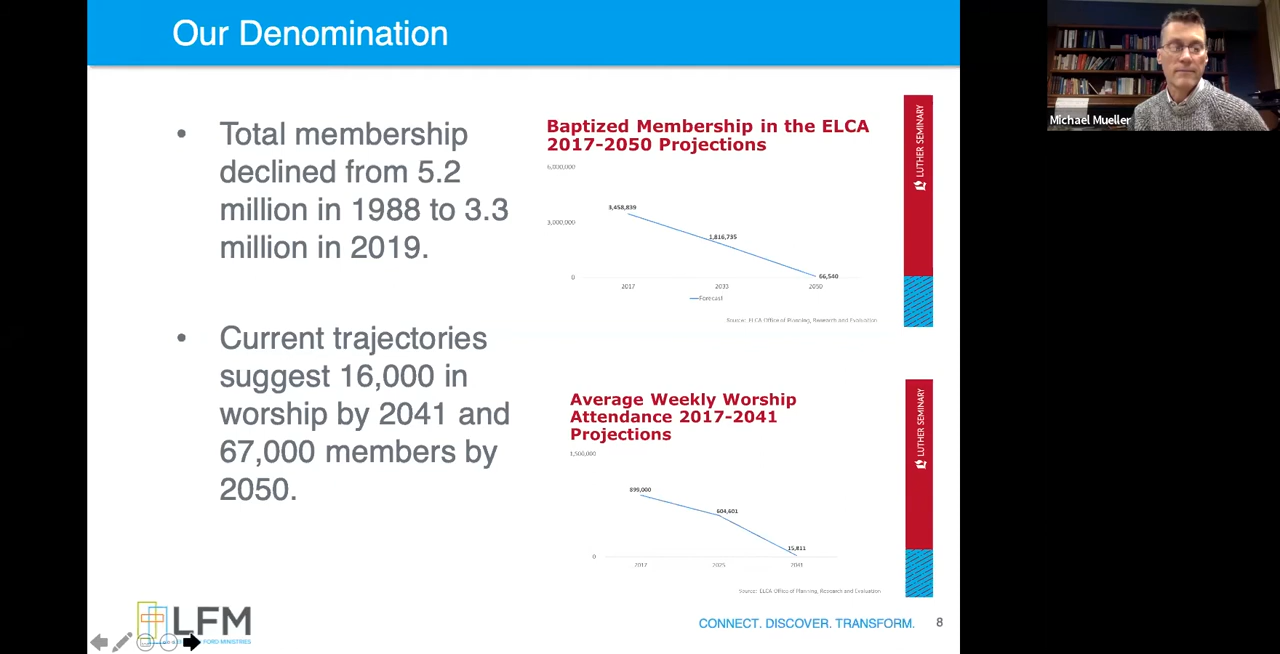 Our Denomination
Michael Mueller
• Total membership
declined from 5.2
million in 1988 to 3.3
million in 2019.
• Current trajectories
suggest 16,000 in
worship by 2041 and
67,000 members by
2050.
Baptized Membership in the ELCA
2017-2050 Projections
6,000,000
3,458,839
3,000,000
1,816,735
66,540
0
2017
2033
2050
Forecast
Source: ELCA Office of Planning, Research and Evaluation
LUTHER SEMINARY
Average Weekly Worship
Attendance 2017-2041
Projections
1,500,000
899,000
504,601
15,811
0
2017
2025
2041
Source: ELCA Office of Planning, Research and Evaluation
LUTHER SEMINARY
LFM
FORD MINISTRIES
CONNECT. DISCOVER. TRANSFORM.
8